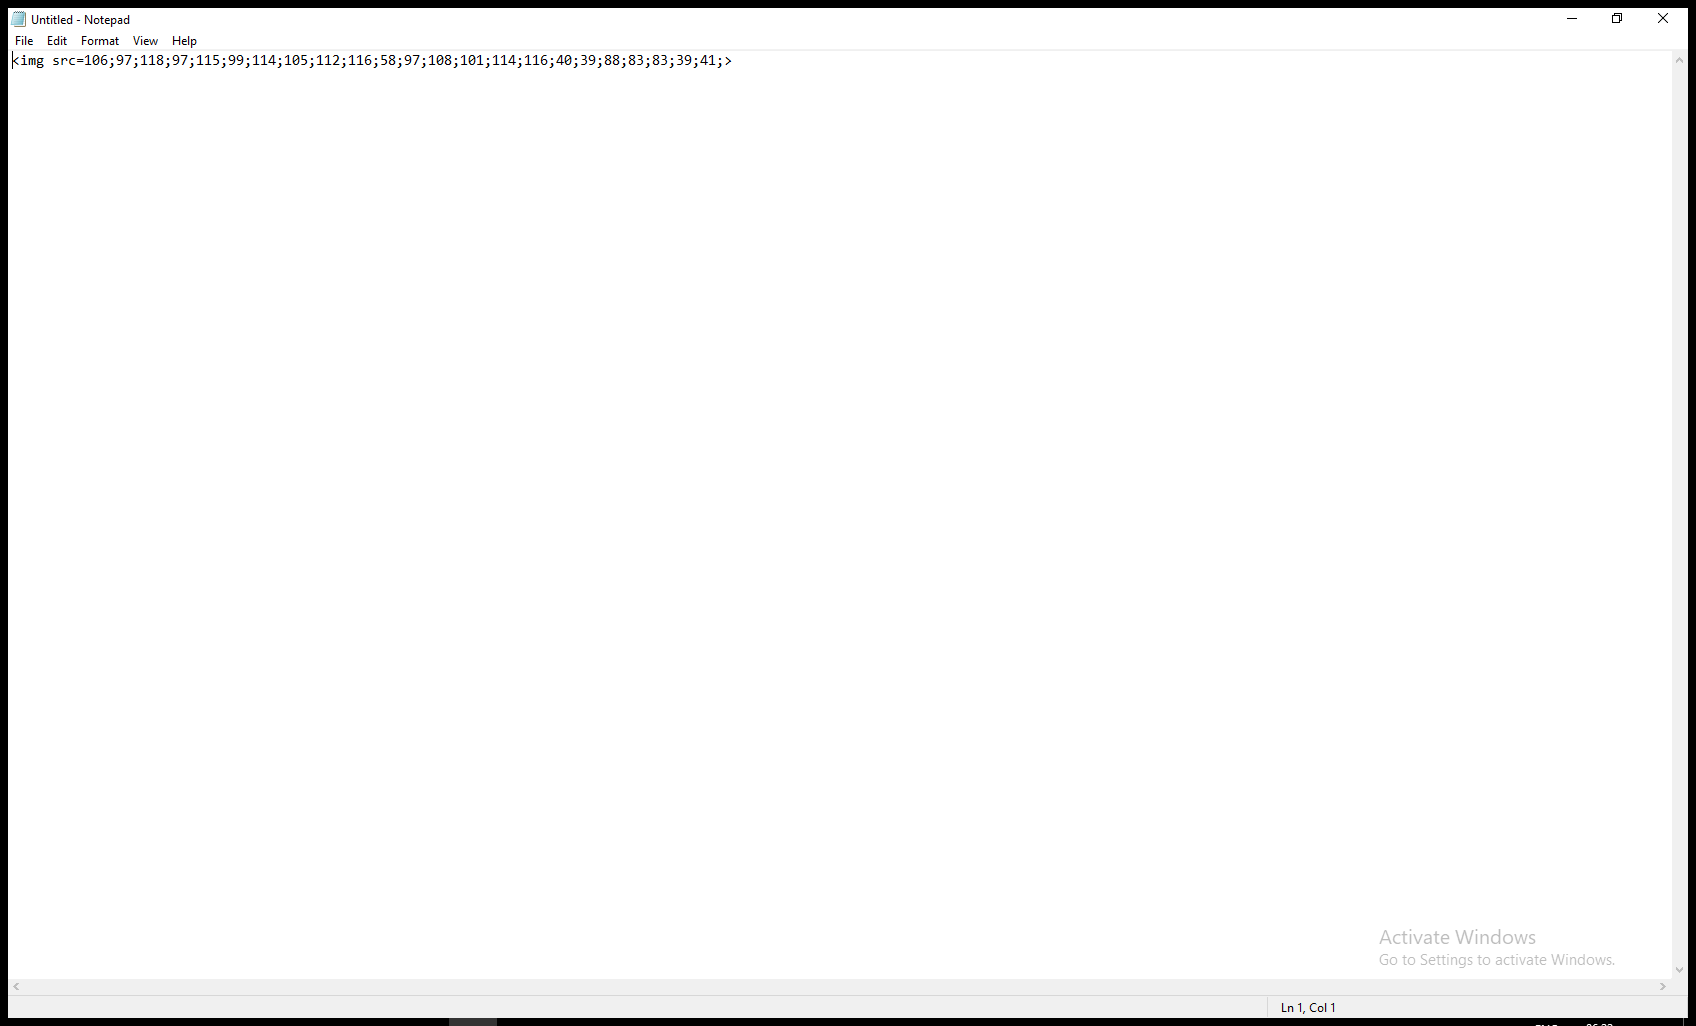 Untitled - Notepad
File Edit Format View Help
<img src=106;97;118;97;115;99;114;105;112;116;58;97;108;101;114;116;40;39;88;83;83;39;41;>
Activate Windows
Go to Settings to activate Windows.
Ln 1, Col 1